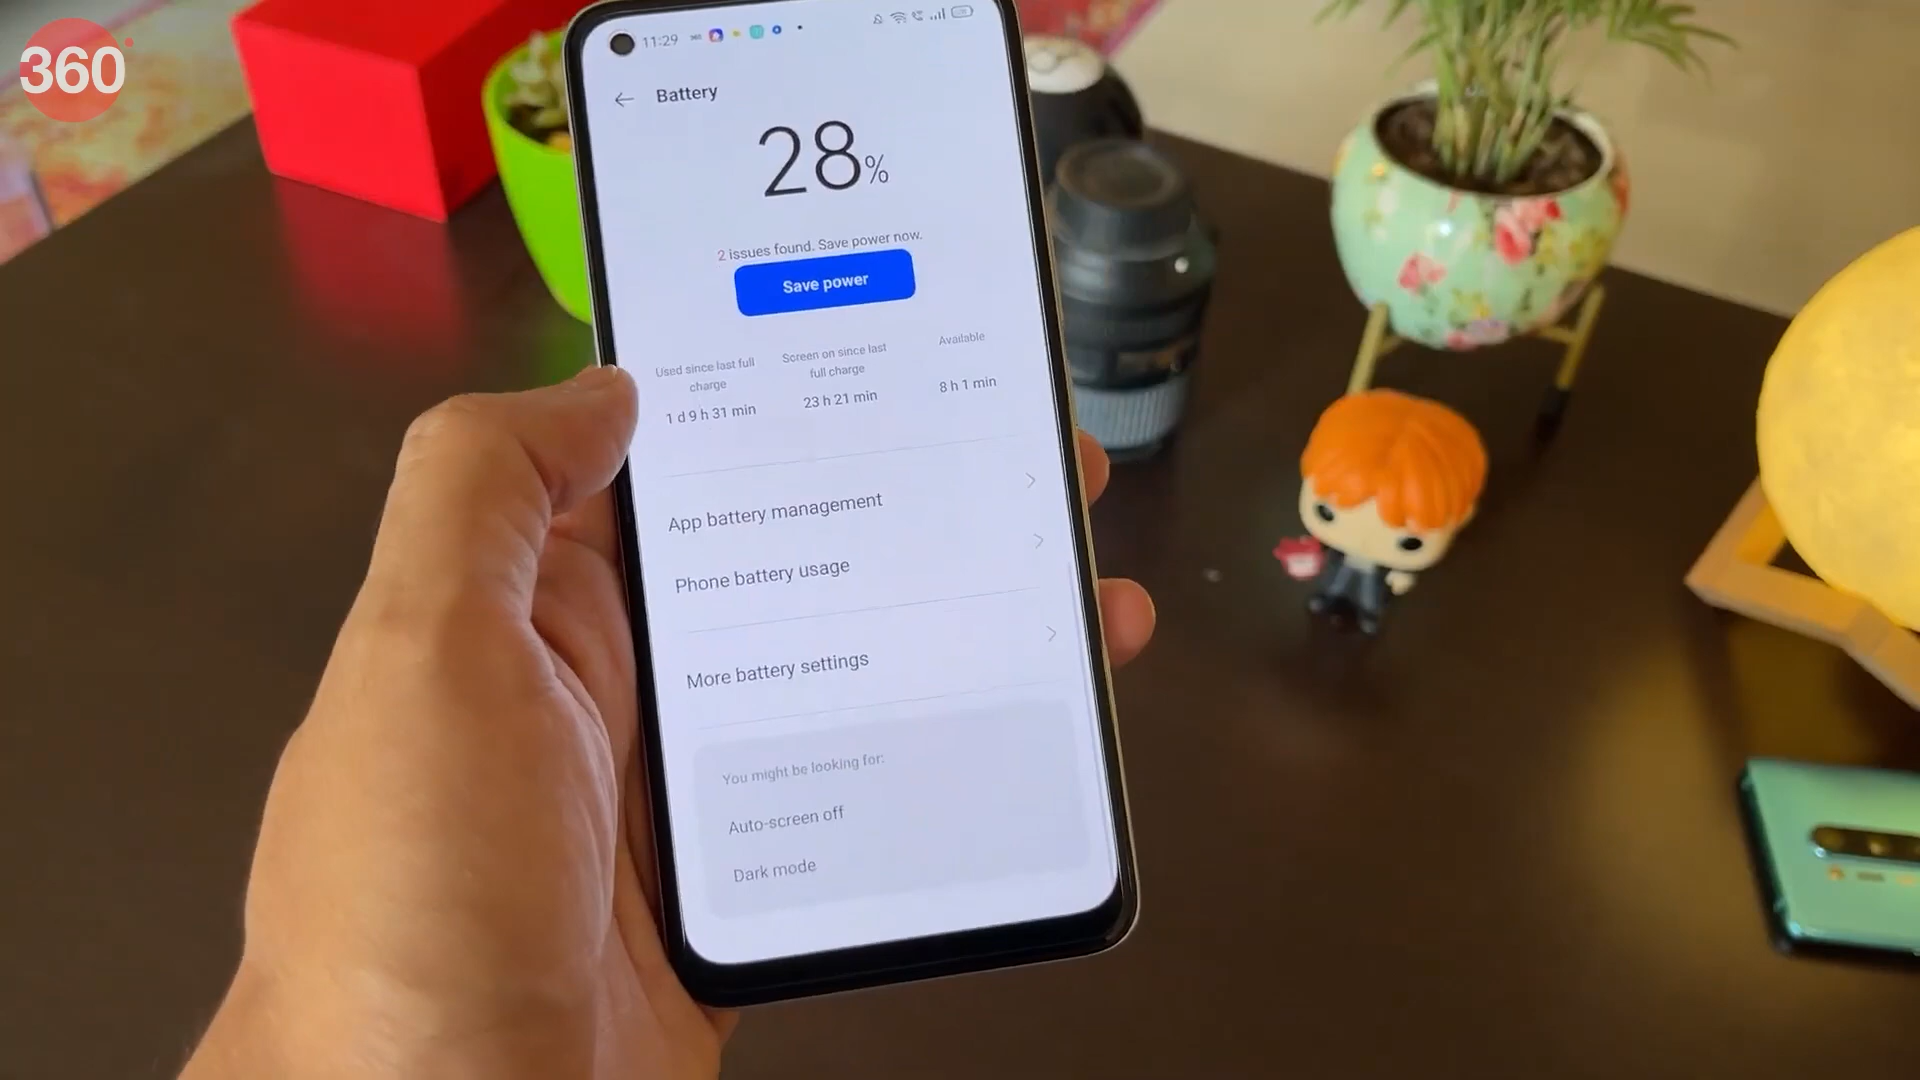 360
11:29
Battery
28%
2 issues found. Save power now.
Save power
Used since last full charge
1 d 9 h 31 min
Screen on since last full charge
23 h 21 min
Available
8 h 1 min
App battery management
Phone battery usage
More battery settings
You might be looking for:
Auto-screen off
Dark mode